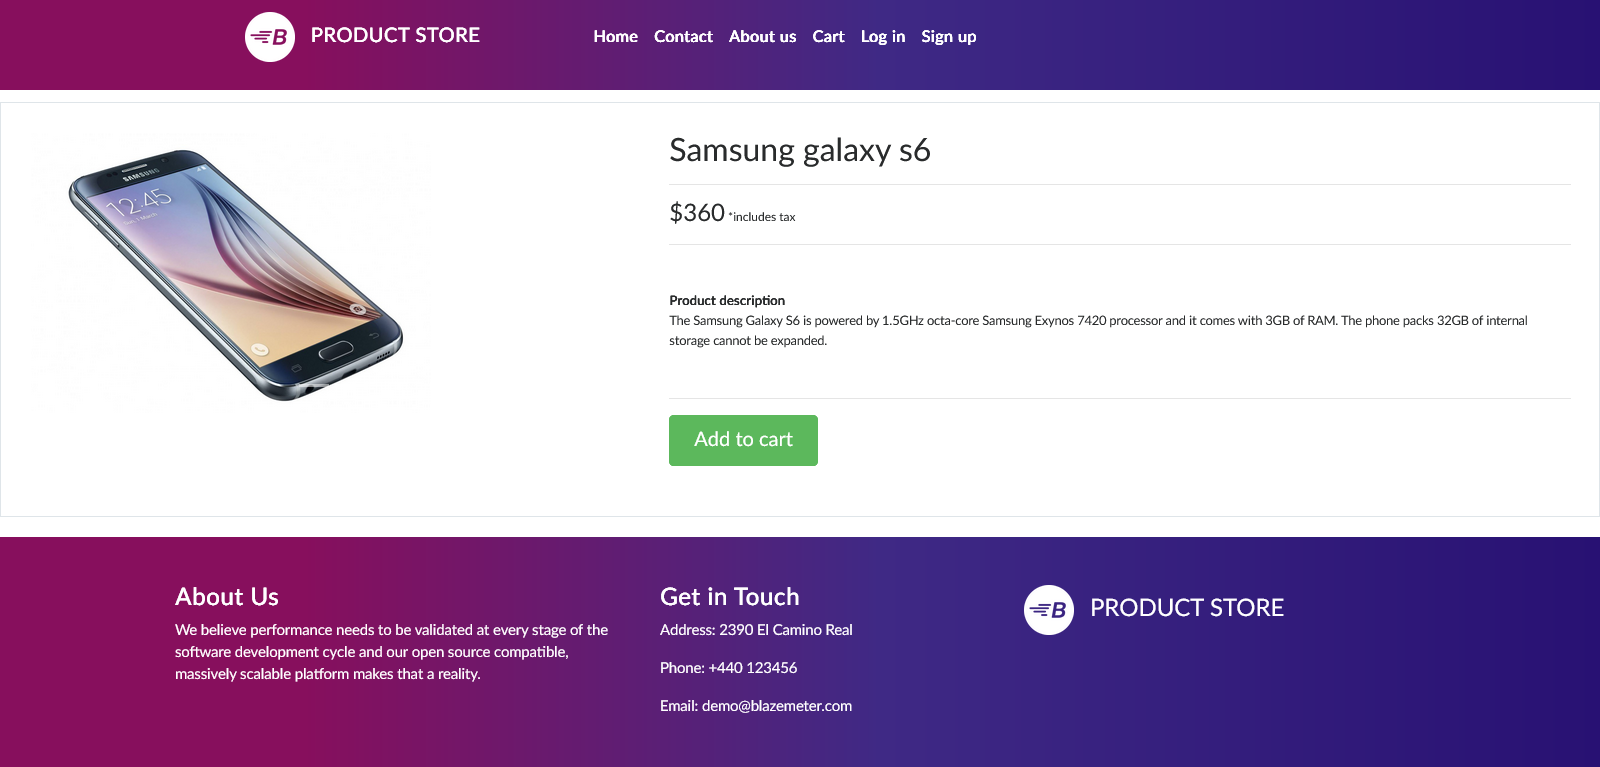 B PRODUCT STORE
Home Contact About us Cart Log in Sign up
SAMSUNG
12:45
Samsung galaxy s6
$360 *includes tax
Product description
The Samsung Galaxy S6 is powered by 1.5GHz octa-core Samsung Exynos 7420 processor and it comes with 3GB of RAM. The phone packs 32GB of internal
storage cannot be expanded.
Add to cart
About Us
We believe performance needs to be validated at every stage of the
software development cycle and our open source compatible,
massively scalable platform makes that a reality.
Get in Touch
Address: 2390 El Camino Real
Phone: +440 123456
Email: demo@blazemeter.com
B PRODUCT STORE